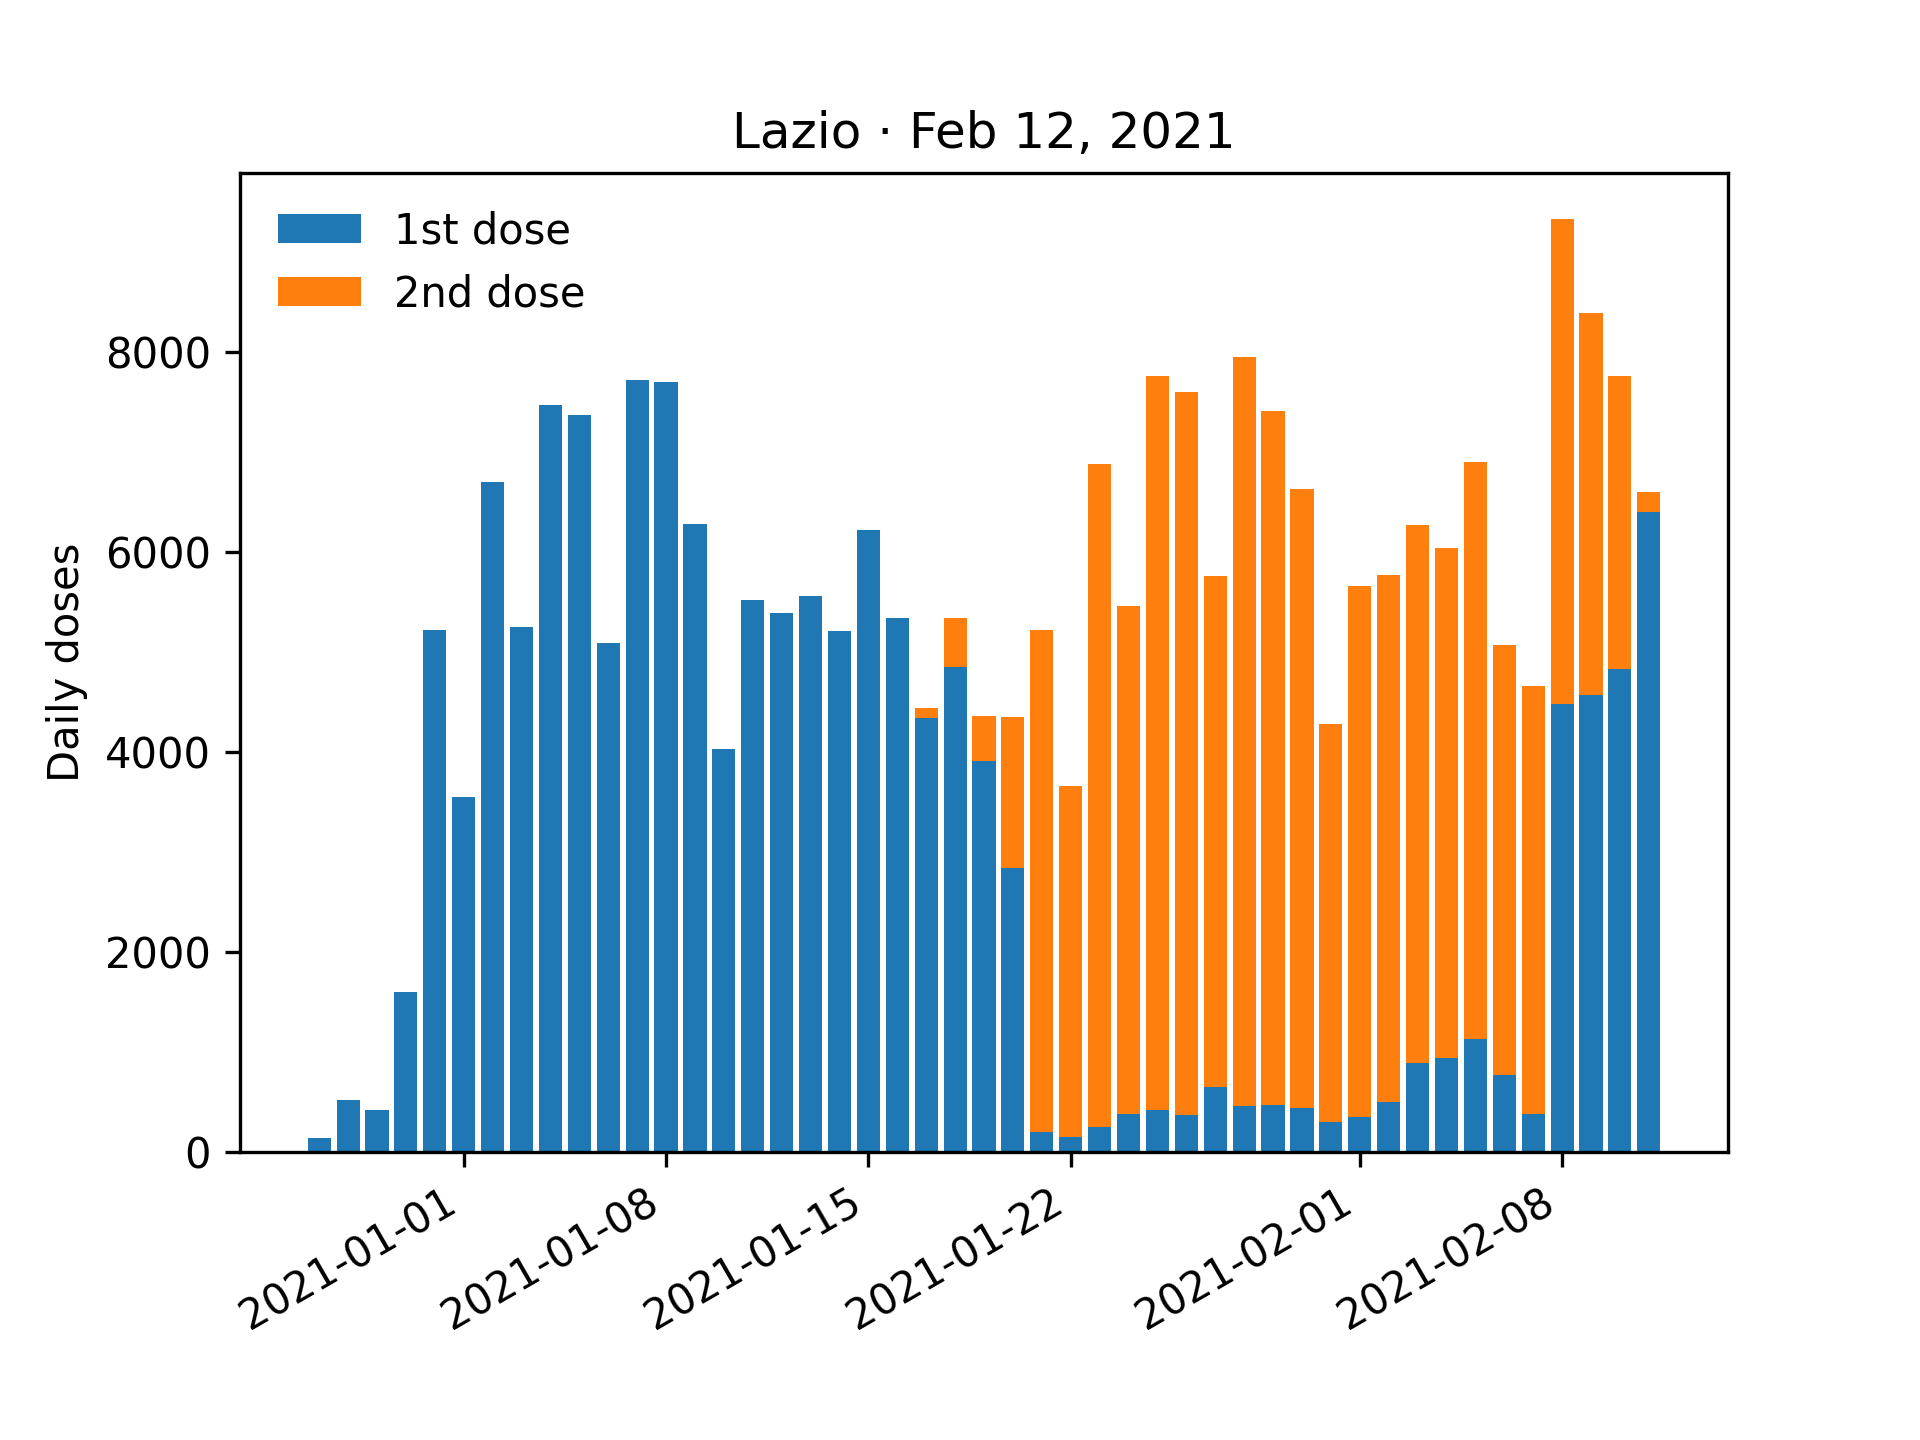 Lazio · Feb 12, 2021
1st dose
2nd dose
Daily doses
8000
6000
4000
2000
0
2021-01-01
2021-01-08
2021-01-15
2021-01-22
2021-02-01
2021-02-08